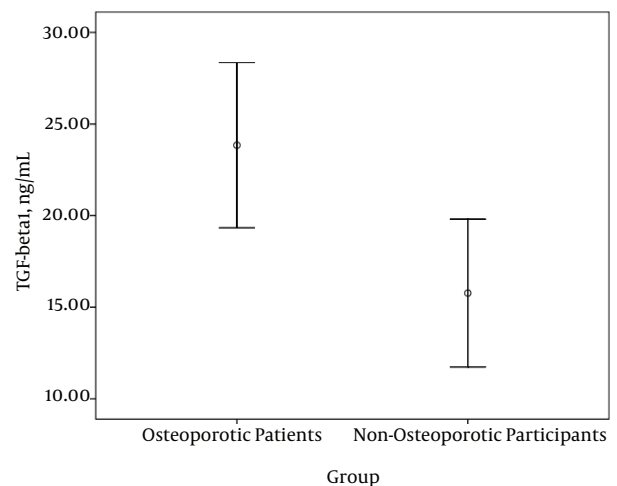 30.00
25.00
20.00
15.00
10.00
TGF-beta1, ng/mL
Osteoporotic Patients Non-Osteoporotic Participants
Group